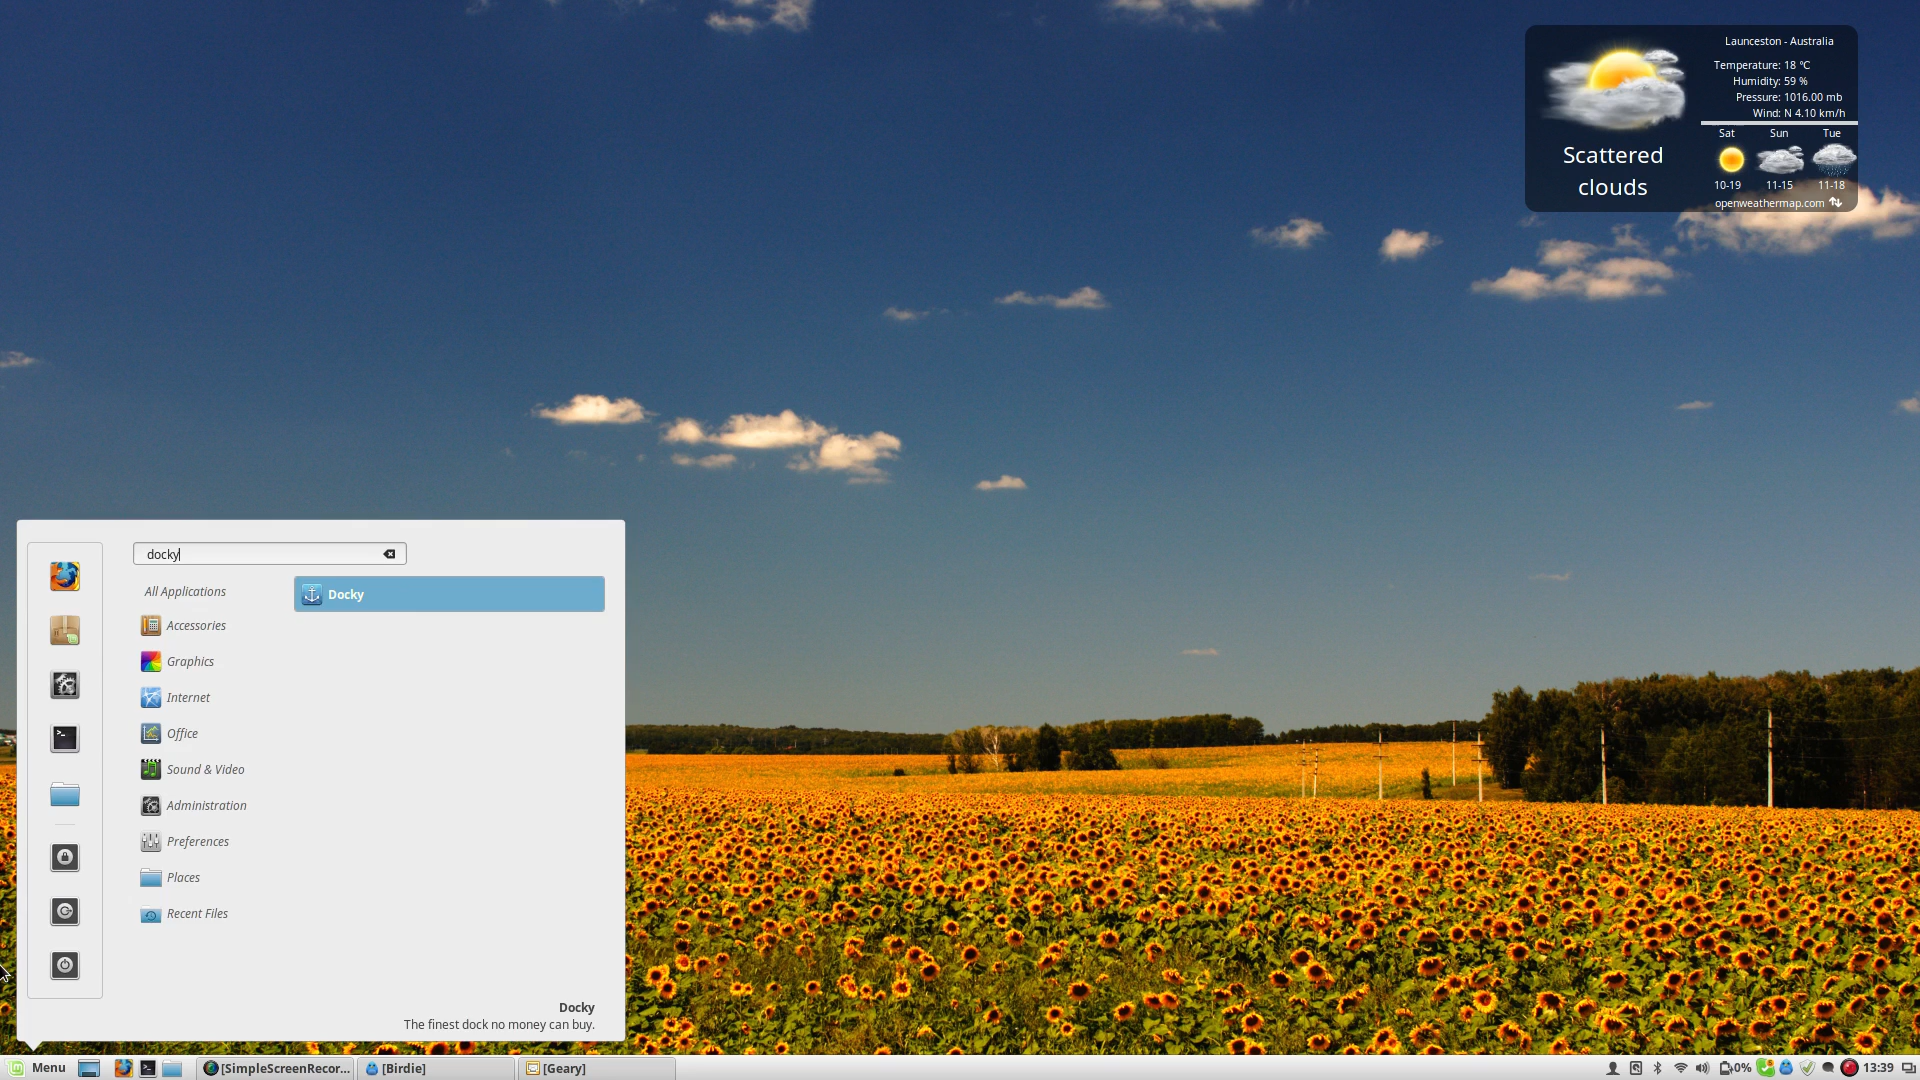 Launceston - Australia
Temperature: 18 °C
Humidity: 59 %
Pressure: 1016.00 mb
Wind: N 4.10 km/h
Scattered
clouds
Sat Sun Tue
10-19 11-15 11-18
openweathermap.com
docky
All Applications
Docky
Accessories
Graphics
Internet
Office
Sound & Video
Administration
Preferences
Places
Recent Files
Docky
The finest dock no money can buy.
Menu
[SimpleScreenRecor...
[Birdie]
[Geary]
0%
13:39